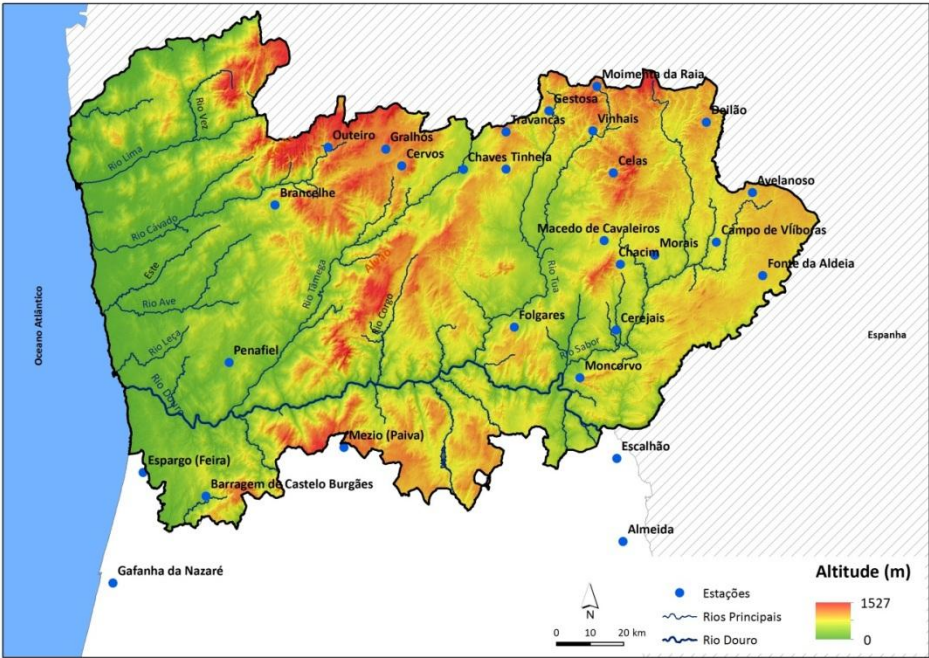 Moimenta da Raia
Gestosa
Deilão
Travancas
Vinhais
Rio Vez
Outeiro
Gralhós
Cervos
Chaves
Tinhela
Celas
Rio Lima
Avelanoso
Brancelhe
Rio Cávado
Macedo de Cavaleiros
Campo de Víboras
Morais
Chacim
Este
Rio Tâmega
Rio Tua
Fonte da Aldeia
Rio Ave
Rio Corgo
Oceano Atlântico
Folgares
Cerejais
Espanha
Rio Leça
Rio Sabor
Penafiel
Moncorvo
Rio Douro
Mezio (Paiva)
Escalhão
Espargo (Feira)
Barragem de Castelo Burgães
Almeida
Gafanha da Nazaré
Altitude (m)
1527
0
Estações
Rios Principais
Rio Douro
N
0 10 20 km